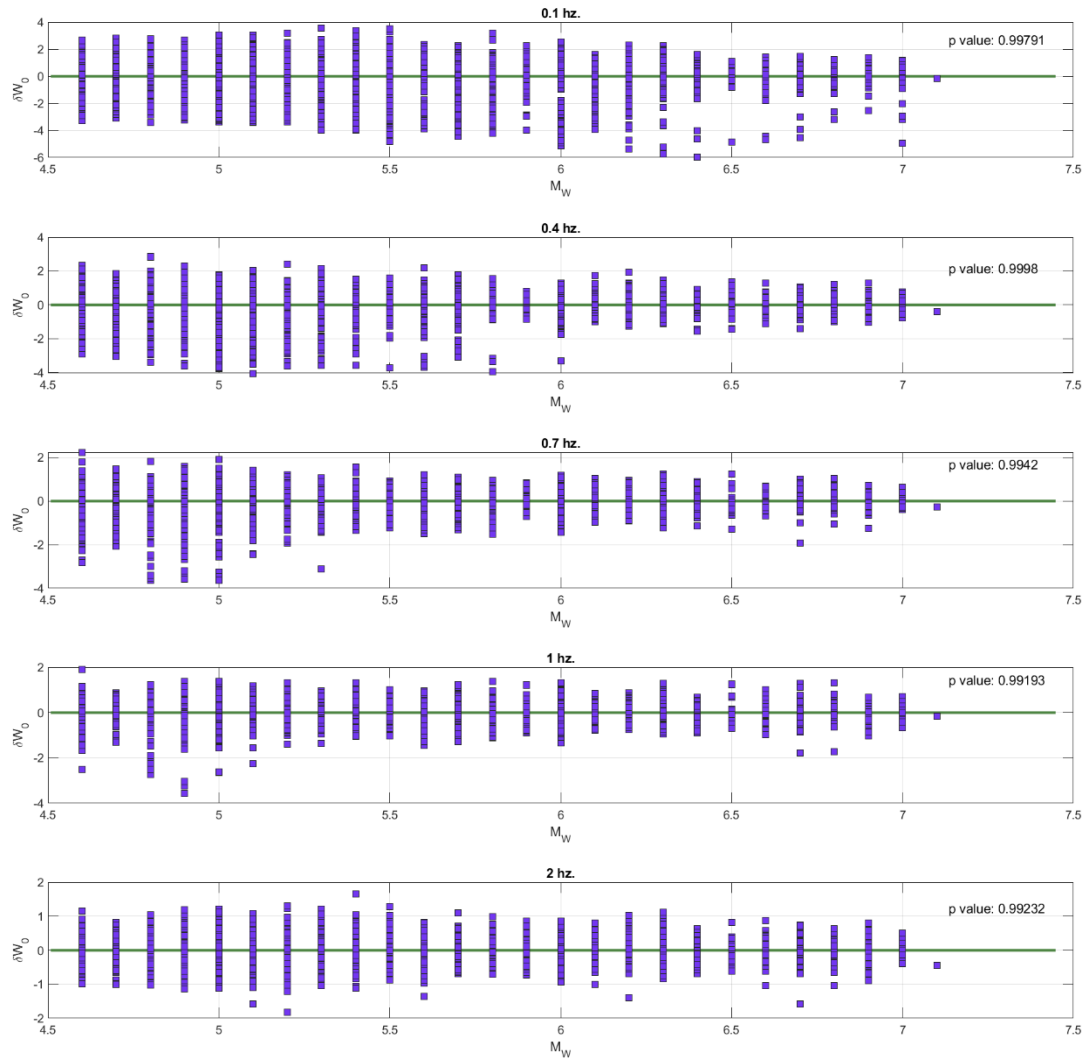 0.1 hz.
p value: 0.99791
4
2
0
-2
-4
-6
δW0
4.5 5 5.5 6 6.5 7 7.5
MW
0.4 hz.
p value: 0.9998
4
2
0
-2
-4
δW0
4.5 5 5.5 6 6.5 7 7.5
MW
0.7 hz.
p value: 0.9942
2
0
-2
-4
δW0
4.5 5 5.5 6 6.5 7 7.5
MW
1 hz.
p value: 0.99193
2
0
-2
-4
δW0
4.5 5 5.5 6 6.5 7 7.5
MW
2 hz.
p value: 0.99232
2
1
0
-1
-2
δW0
4.5 5 5.5 6 6.5 7 7.5
MW